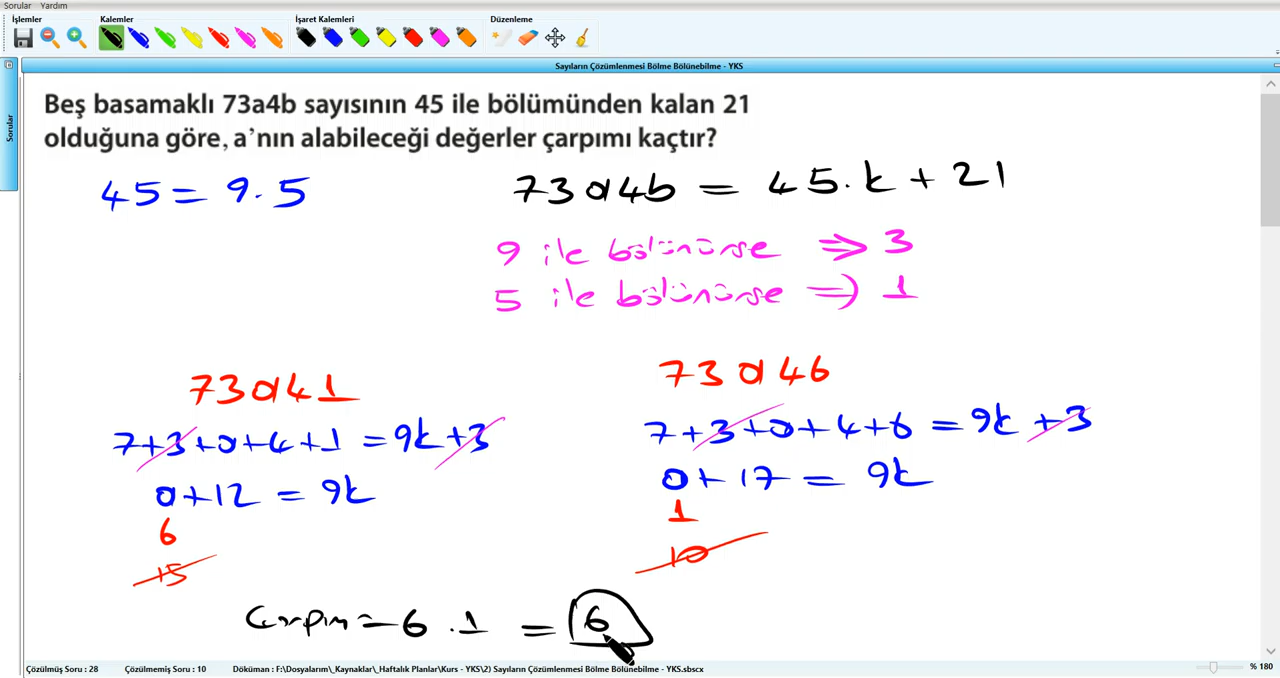 Sorular Yardım
İşlemler Kalemler İşaret Kalemleri Düzenleme
Sayıların Çözümlenmesi Bölme Bölünebilme - YKS
Sorular
Beş basamaklı 73a4b sayısının 45 ile bölümünden kalan 21
olduğuna göre, a'nın alabileceği değerler çarpımı kaçtır?
45 = 9.5
73a4b = 45.k + 21
9 ile bölünürse ⇒ 3
5 ile bölünürse ⇒ 1
73a41
7+3+a+4+1 = 9k+3
a+12 = 9k
6
15
73a46
7+3+a+4+6 = 9k+3
a+17 = 9k
1
10
Çarpım = 6.1 = 6
Çözülmüş Soru : 28 Çözülmemiş Soru : 10 Döküman : F:\Dosyalarım\_Kaynaklar\_Haftalık Planlar\Kurs - YKS\2) Sayıların Çözümlenmesi Bölme Bölünebilme - YKS.sbscx % 180